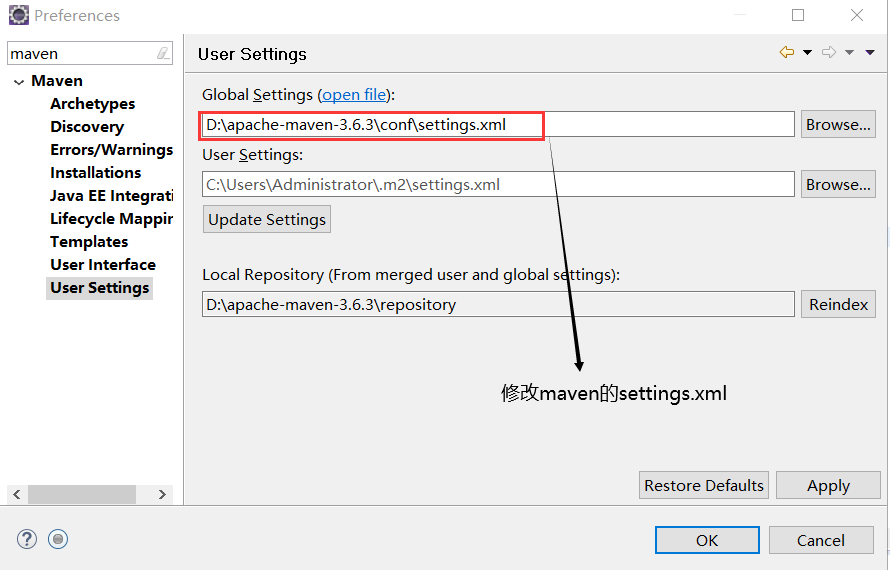 Preferences
maven
User Settings
Maven
Archetypes
Discovery
Errors/Warnings
Installations
Java EE Integrati
Lifecycle Mappin
Templates
User Interface
User Settings
Global Settings (open file):
D:\apache-maven-3.6.3\conf\settings.xml
Browse...
User Settings:
C:\Users\Administrator\.m2\settings.xml
Browse...
Update Settings
Local Repository (From merged user and global settings):
D:\apache-maven-3.6.3\repository
Reindex
修改maven的settings.xml
Restore Defaults
Apply
?
OK
Cancel